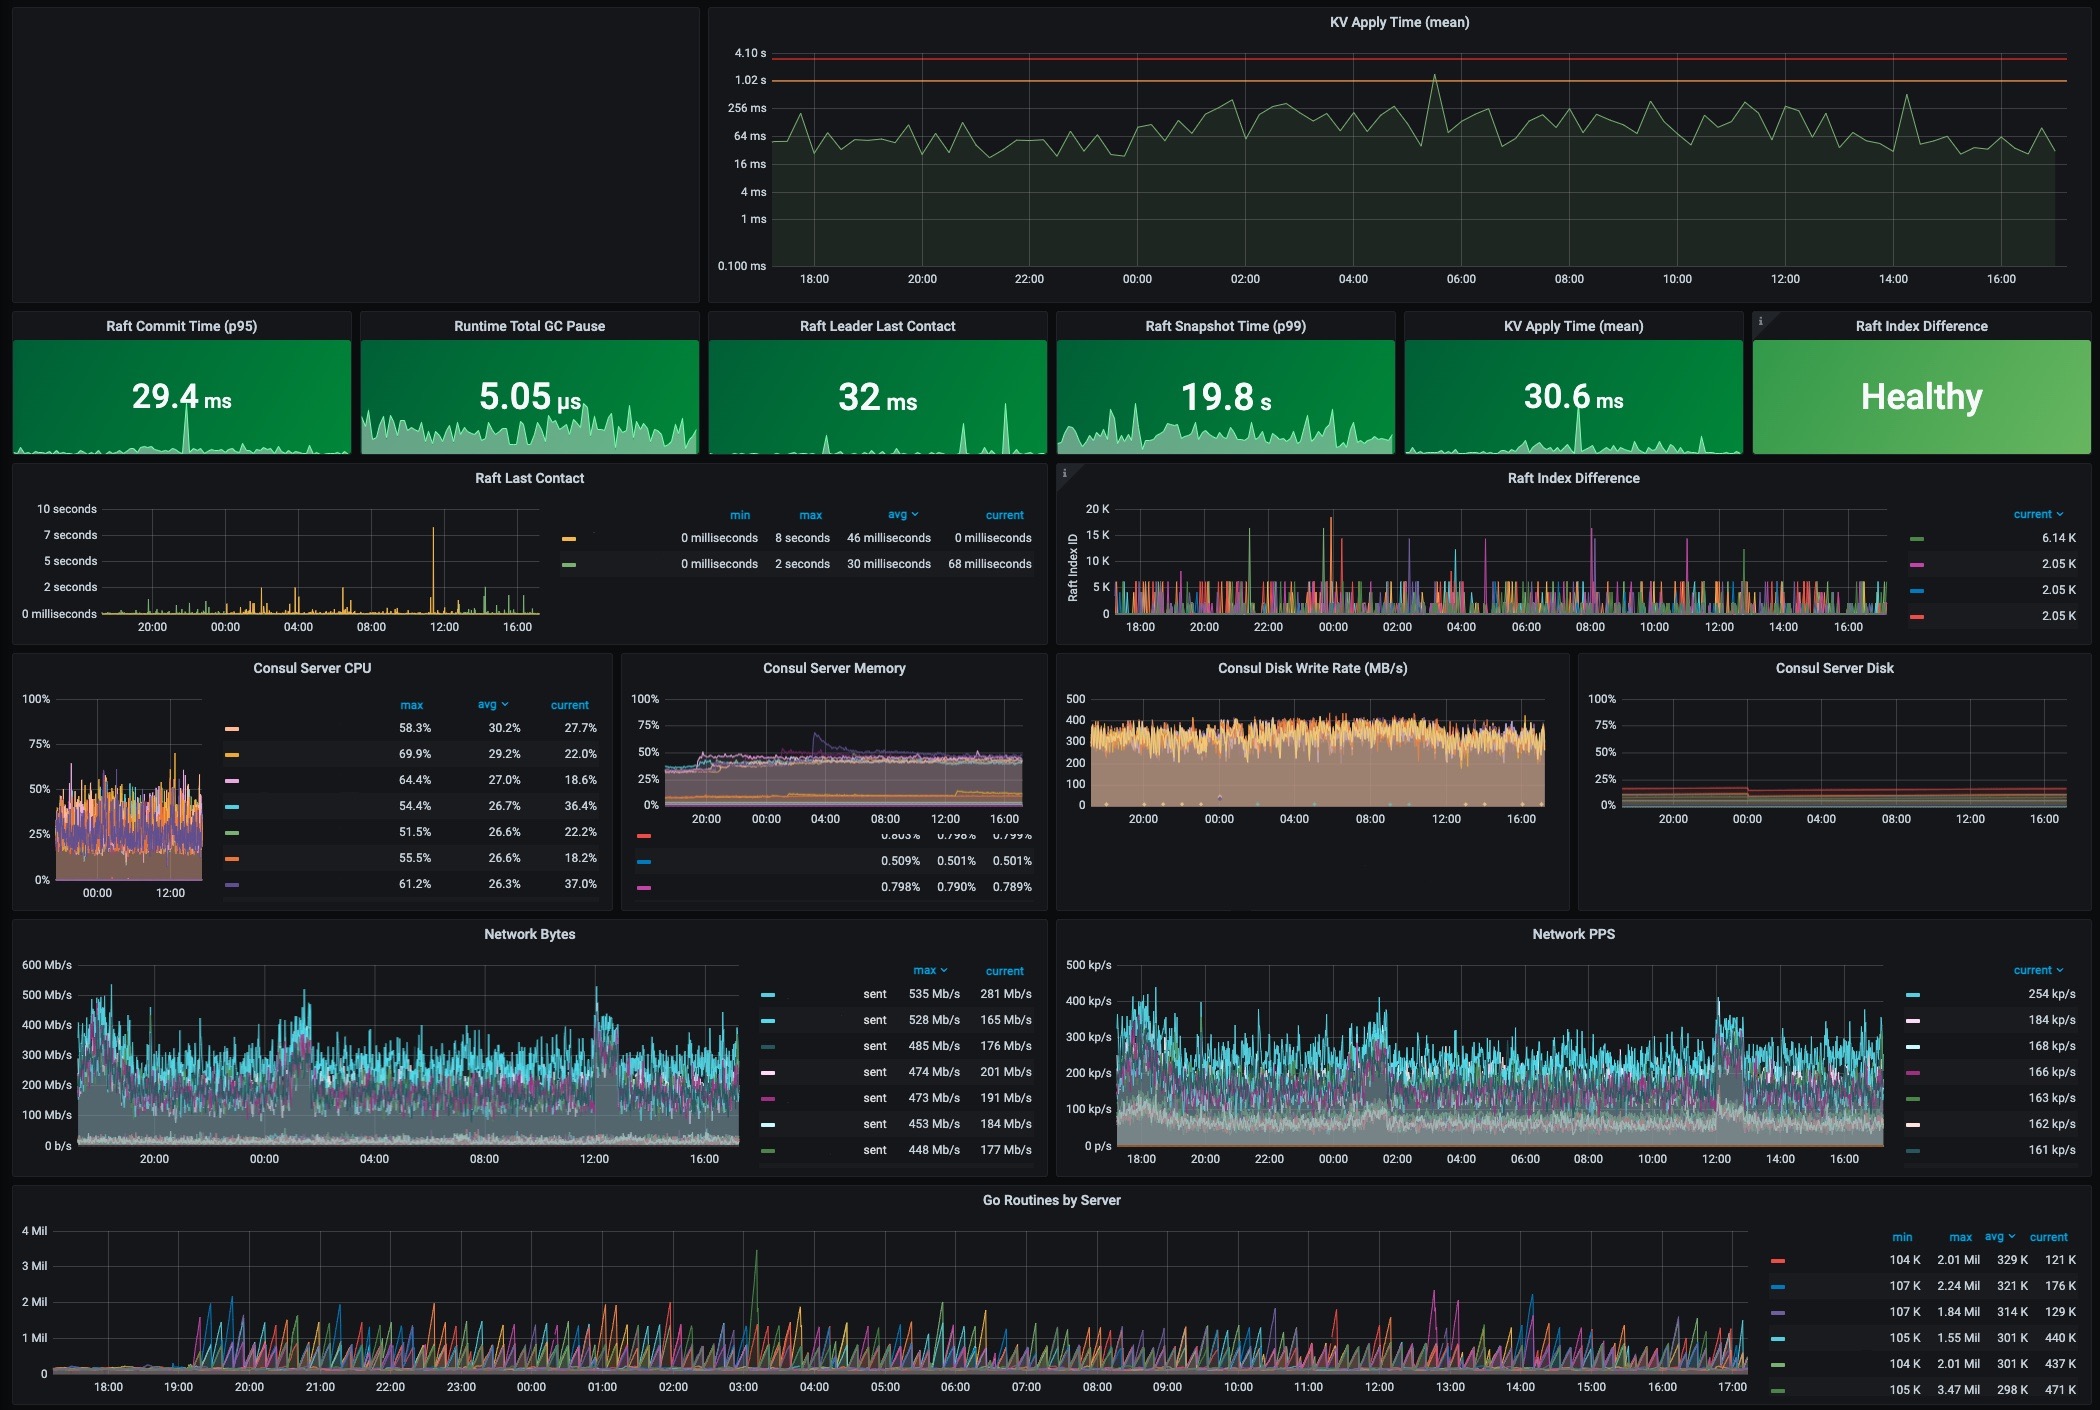 KV Apply Time (mean)
4.10 s
1.02 s
256 ms
64 ms
16 ms
4 ms
1 ms
0.100 ms
18:00 20:00 22:00 00:00 02:00 04:00 06:00 08:00 10:00 12:00 14:00 16:00
Raft Commit Time (p95)
29.4 ms
Runtime Total GC Pause
5.05 µs
Raft Leader Last Contact
32 ms
Raft Snapshot Time (p99)
19.8 s
KV Apply Time (mean)
30.6 ms
Raft Index Difference
Healthy
Raft Last Contact
10 seconds
7 seconds
5 seconds
2 seconds
0 milliseconds
20:00 00:00 04:00 08:00 12:00 16:00
min max avg current
0 milliseconds 8 seconds 46 milliseconds 0 milliseconds
0 milliseconds 2 seconds 30 milliseconds 68 milliseconds
Raft Index Difference
Raft Index ID
20 K
15 K
10 K
5 K
0
18:00 20:00 22:00 00:00 02:00 04:00 06:00 08:00 10:00 12:00 14:00 16:00
current
6.14 K
2.05 K
2.05 K
2.05 K
Consul Server CPU
100%
75%
50%
25%
0%
00:00 12:00
max avg current
58.3% 30.2% 27.7%
69.9% 29.2% 22.0%
64.4% 27.0% 18.6%
54.4% 26.7% 36.4%
51.5% 26.6% 22.2%
55.5% 26.6% 18.2%
61.2% 26.3% 37.0%
Consul Server Memory
100%
75%
50%
25%
0%
20:00 00:00 04:00 08:00 12:00 16:00
0.803% 0.798% 0.799%
0.509% 0.501% 0.501%
0.798% 0.790% 0.789%
Consul Disk Write Rate (MB/s)
500
400
300
200
100
0
20:00 00:00 04:00 08:00 12:00 16:00
Consul Server Disk
100%
75%
50%
25%
0%
20:00 00:00 04:00 08:00 12:00 16:00
Network Bytes
600 Mb/s
500 Mb/s
400 Mb/s
300 Mb/s
200 Mb/s
100 Mb/s
0 b/s
20:00 00:00 04:00 08:00 12:00 16:00
max current
sent 535 Mb/s 281 Mb/s
sent 528 Mb/s 165 Mb/s
sent 485 Mb/s 176 Mb/s
sent 474 Mb/s 201 Mb/s
sent 473 Mb/s 191 Mb/s
sent 453 Mb/s 184 Mb/s
sent 448 Mb/s 177 Mb/s
Network PPS
500 kp/s
400 kp/s
300 kp/s
200 kp/s
100 kp/s
0 p/s
18:00 20:00 22:00 00:00 02:00 04:00 06:00 08:00 10:00 12:00 14:00 16:00
current
254 kp/s
184 kp/s
168 kp/s
166 kp/s
163 kp/s
162 kp/s
161 kp/s
Go Routines by Server
4 Mil
3 Mil
2 Mil
1 Mil
0
18:00 19:00 20:00 21:00 22:00 23:00 00:00 01:00 02:00 03:00 04:00 05:00 06:00 07:00 08:00 09:00 10:00 11:00 12:00 13:00 14:00 15:00 16:00 17:00
min max avg current
104 K 2.01 Mil 329 K 121 K
107 K 2.24 Mil 321 K 176 K
107 K 1.84 Mil 314 K 129 K
105 K 1.55 Mil 301 K 440 K
104 K 2.01 Mil 301 K 437 K
105 K 3.47 Mil 298 K 471 K